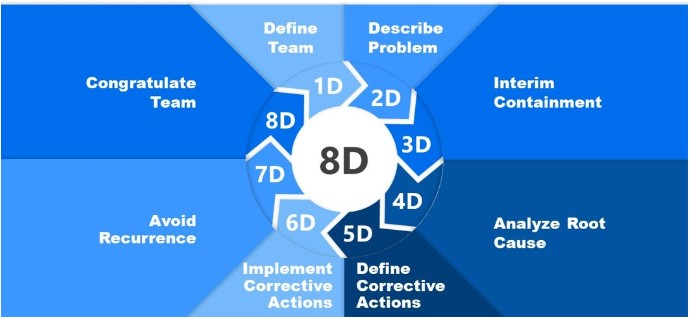 Define
Team
Describe
Problem
Interim
Containment
Analyze Root
Cause
Define
Corrective
Actions
Implement
Corrective
Actions
Avoid
Recurrence
Congratulate
Team
1D
2D
3D
4D
5D
6D
7D
8D
8D